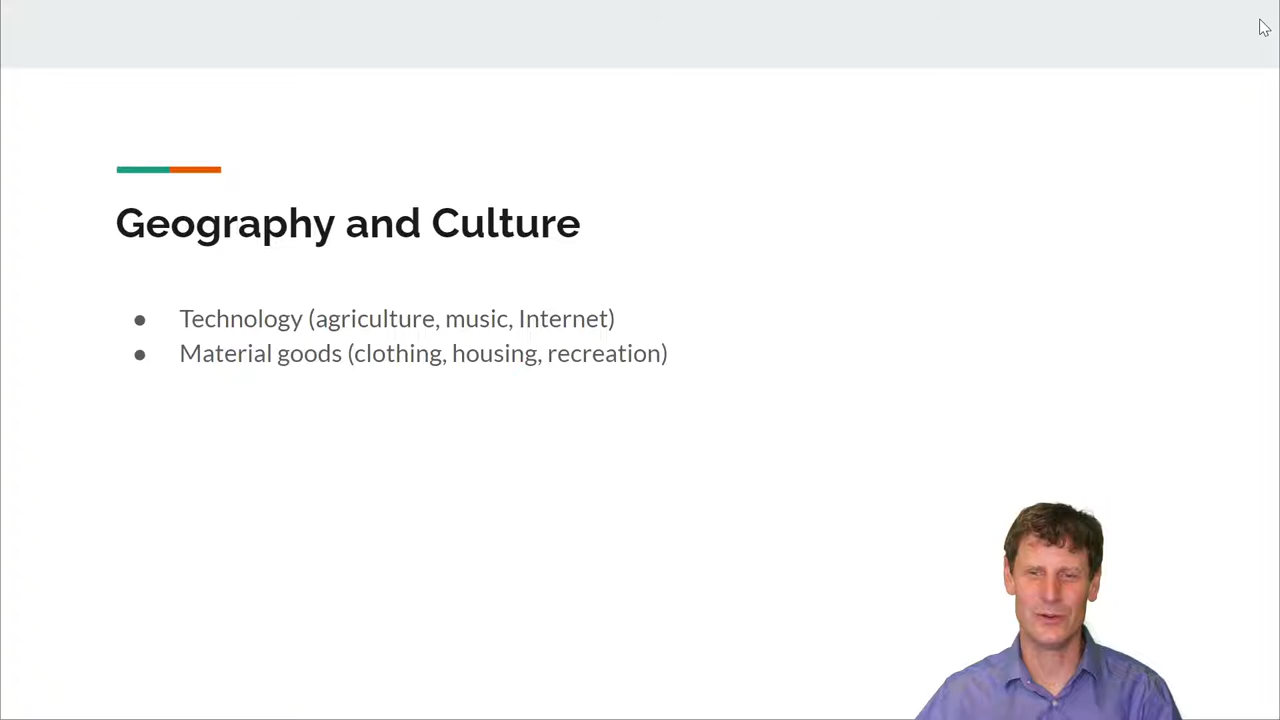 Geography and Culture
● Technology (agriculture, music, Internet)
● Material goods (clothing, housing, recreation)